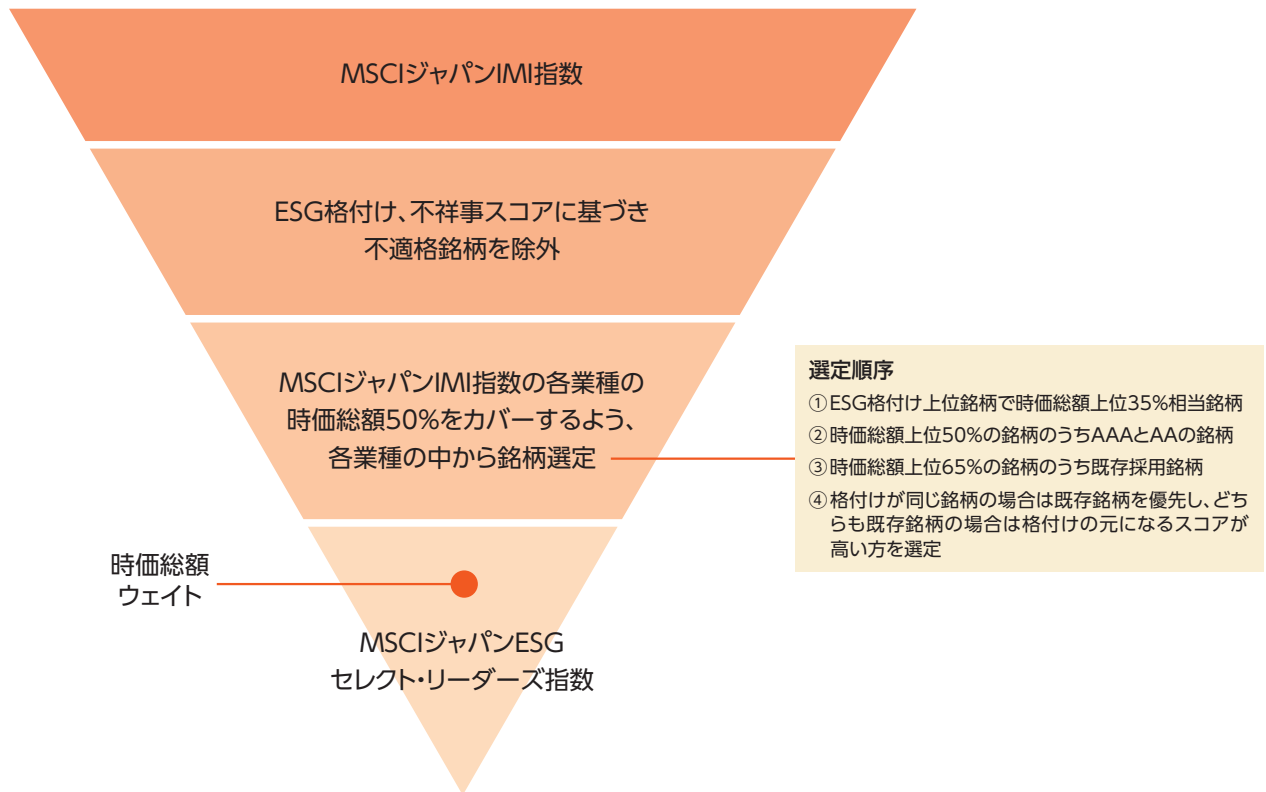 MSCIジャパンIMI指数
ESG格付け、不祥事スコアに基づき
不適格銘柄を除外
MSCIジャパンIMI指数の各業種の
時価総額50%をカバーするよう、
各業種の中から銘柄選定
選定順序
①ESG格付け上位銘柄で時価総額上位35%相当銘柄
②時価総額上位50%の銘柄のうちAAAとAAの銘柄
③時価総額上位65%の銘柄のうち既存採用銘柄
④格付けが同じ銘柄の場合は既存銘柄を優先し、どち
らも既存銘柄の場合は格付けの元になるスコアが
高い方を選定
時価総額
ウェイト
MSCIジャパンESG
セレクト・リーダーズ指数